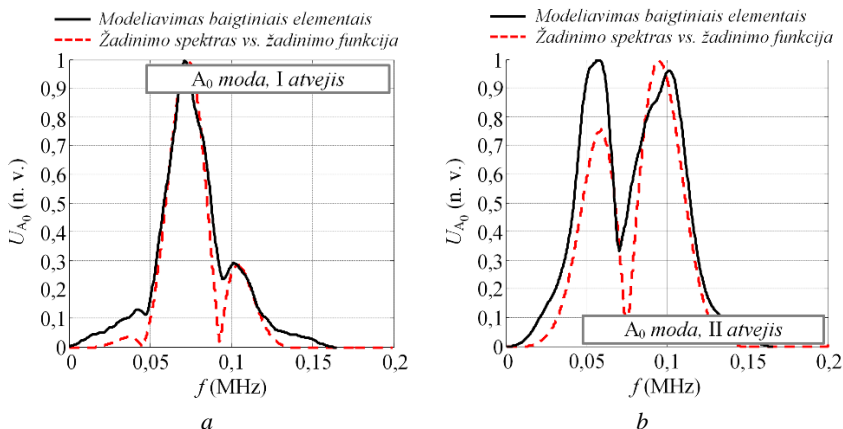 Modeliavimas baigtiniais elementais
Žadinimo spektras vs. žadinimo funkcija
A0 moda, I atvejis
1
0,9
0,8
0,7
0,6
0,5
0,4
0,3
0,2
0,1
0
UA0 (n. v.)
0
0,05
0,1
0,15
0,2
f (MHz)
a
Modeliavimas baigtiniais elementais
Žadinimo spektras vs. žadinimo funkcija
1
0,9
0,8
0,7
0,6
0,5
0,4
0,3
0,2
0,1
0
UA0 (n. v.)
A0 moda, II atvejis
0
0,05
0,1
0,15
0,2
f (MHz)
b